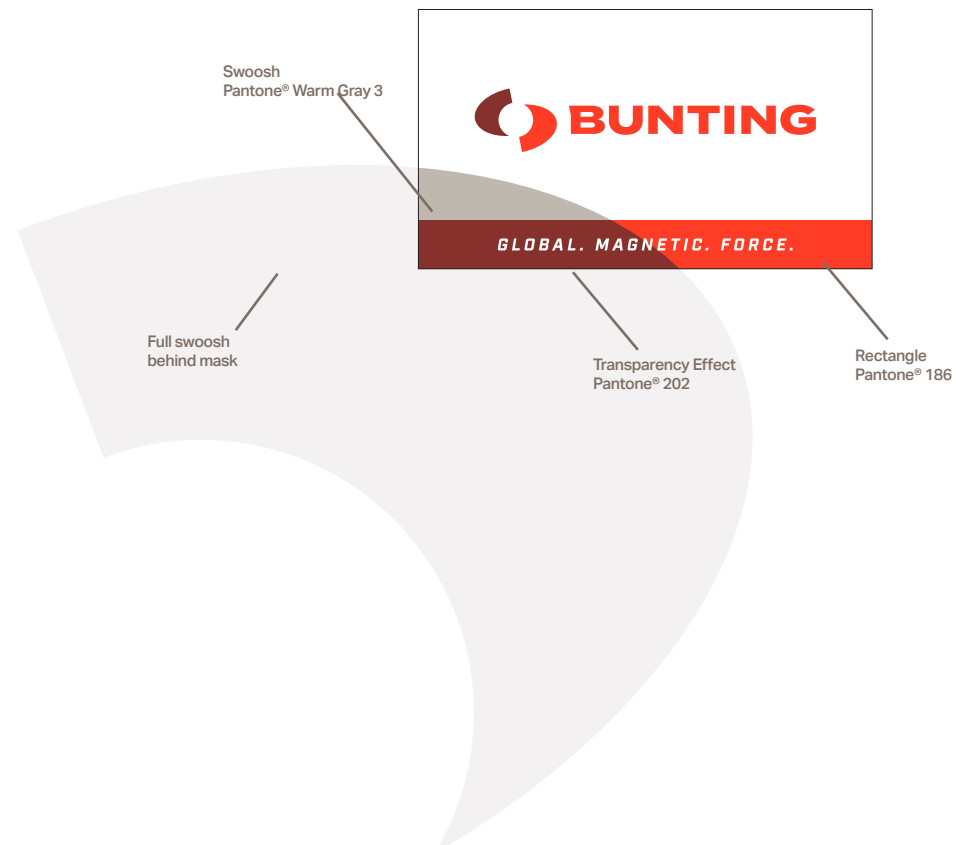 Swoosh
Pantone® Warm Gray 3
BUNTING
GLOBAL. MAGNETIC. FORCE.
Full swoosh
behind mask
Transparency Effect
Pantone® 202
Rectangle
Pantone® 186